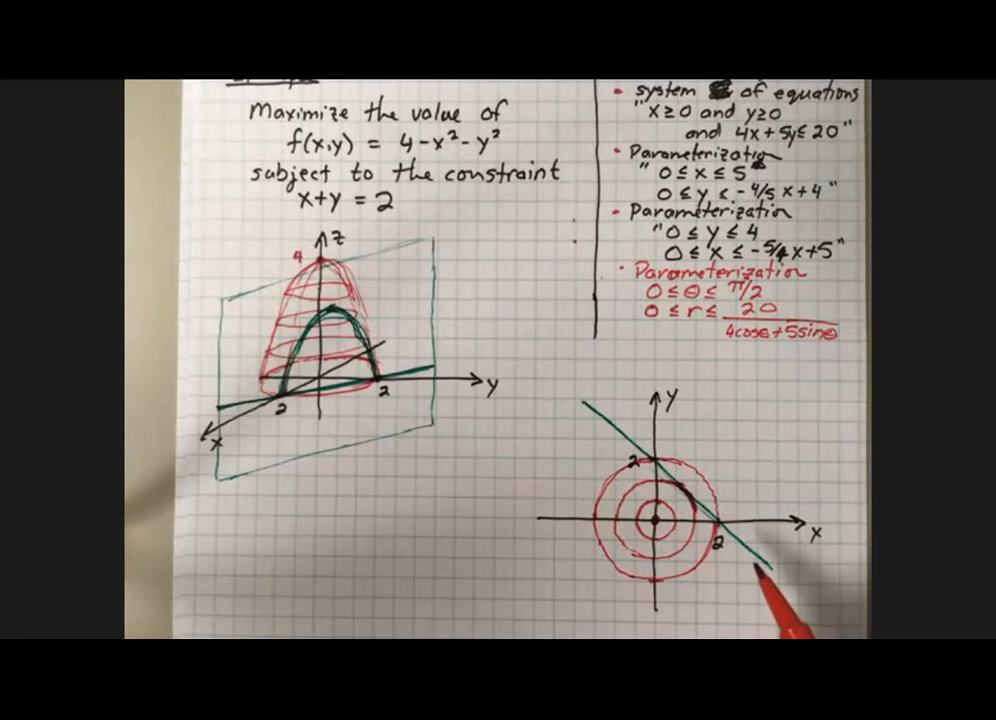 Maximize the value of
f(x,y) = 4-x²-y²
subject to the constraint
x+y = 2
• system of equations
"x≥0 and y≥0
and 4x+5y≤20"
• Parameterization
"0≤x≤5
0≤y≤-4/5x+4"
• Parameterization
"0≤y≤4
0≤x≤-5/4x+5"
• Parameterization
0≤θ≤π/2
0≤r≤ 20
4cosθ+5sinθ
z
4
y
2
2
x
y
2
x
2